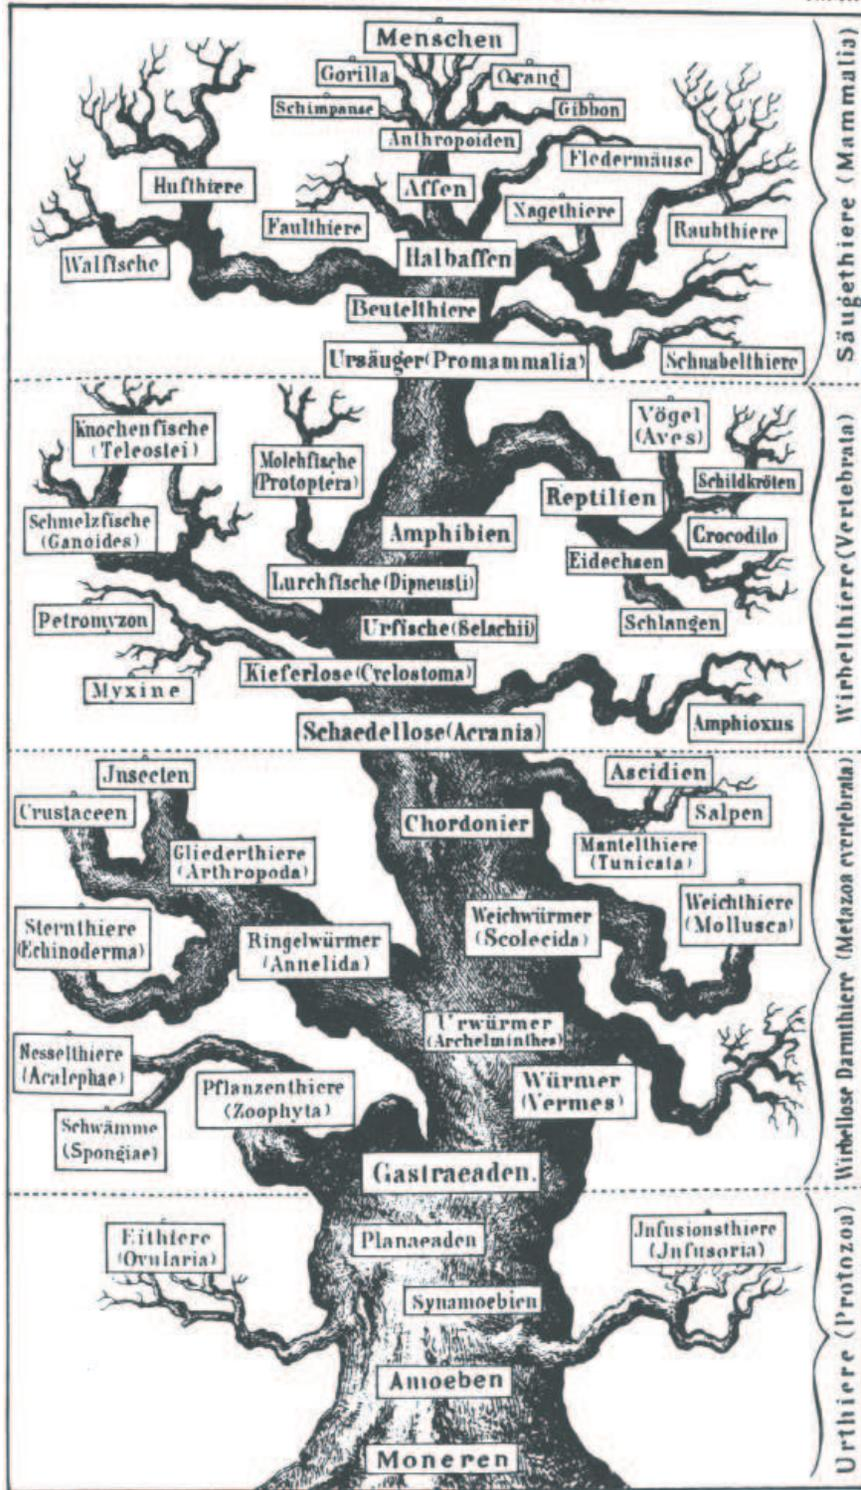 Menschen
Gorilla
Orang
Schimpanse
Gibbon
Anthropoiden
Fledermäuse
Hufthiere
Affen
Nagethiere
Faulthiere
Raubthiere
Walfische
Halbaffen
Beutelthiere
Ursäuger (Promammalia)
Schnabelthiere
Säugethiere (Mammalia)
Knochenfische
(Teleostei)
Vögel
(Aves)
Molchfische
(Protoptera)
Schildkröten
Reptilien
Schmelzfische
(Ganoides)
Amphibien
Crocodile
Eidechsen
Lurchfische (Dipneusti)
Petromyzon
Urfische (Selachii)
Schlangen
Kieferlose (Cyclostoma)
Myxine
Amphioxus
Schaedellose (Acrania)
Wirbelthiere (Vertebrata)
Jnsecten
Ascidien
Crustaceen
Salpen
Chordonier
Gliederthiere
(Arthropoda)
Mantelthiere
(Tunicata)
Weichthiere
(Mollusca)
Sternthiere
(Echinoderma)
Weichwürmer
(Scolecida)
Ringelwürmer
(Annelida)
Urwürmer
(Archelminthes)
Nesselthiere
(Acalephae)
Pflanzenthiere
(Zoophyta)
Würmer
(Vermes)
Schwämme
(Spongiae)
Gastraeaden.
Wirbellose Darmthiere (Metazoa evertebrata)
Eithiere
(Ovularia)
Planaeaden
Jnfusionsthiere
(Jnfusoria)
Synamoebien
Amoeben
Moneren
Urthiere (Protozoa)